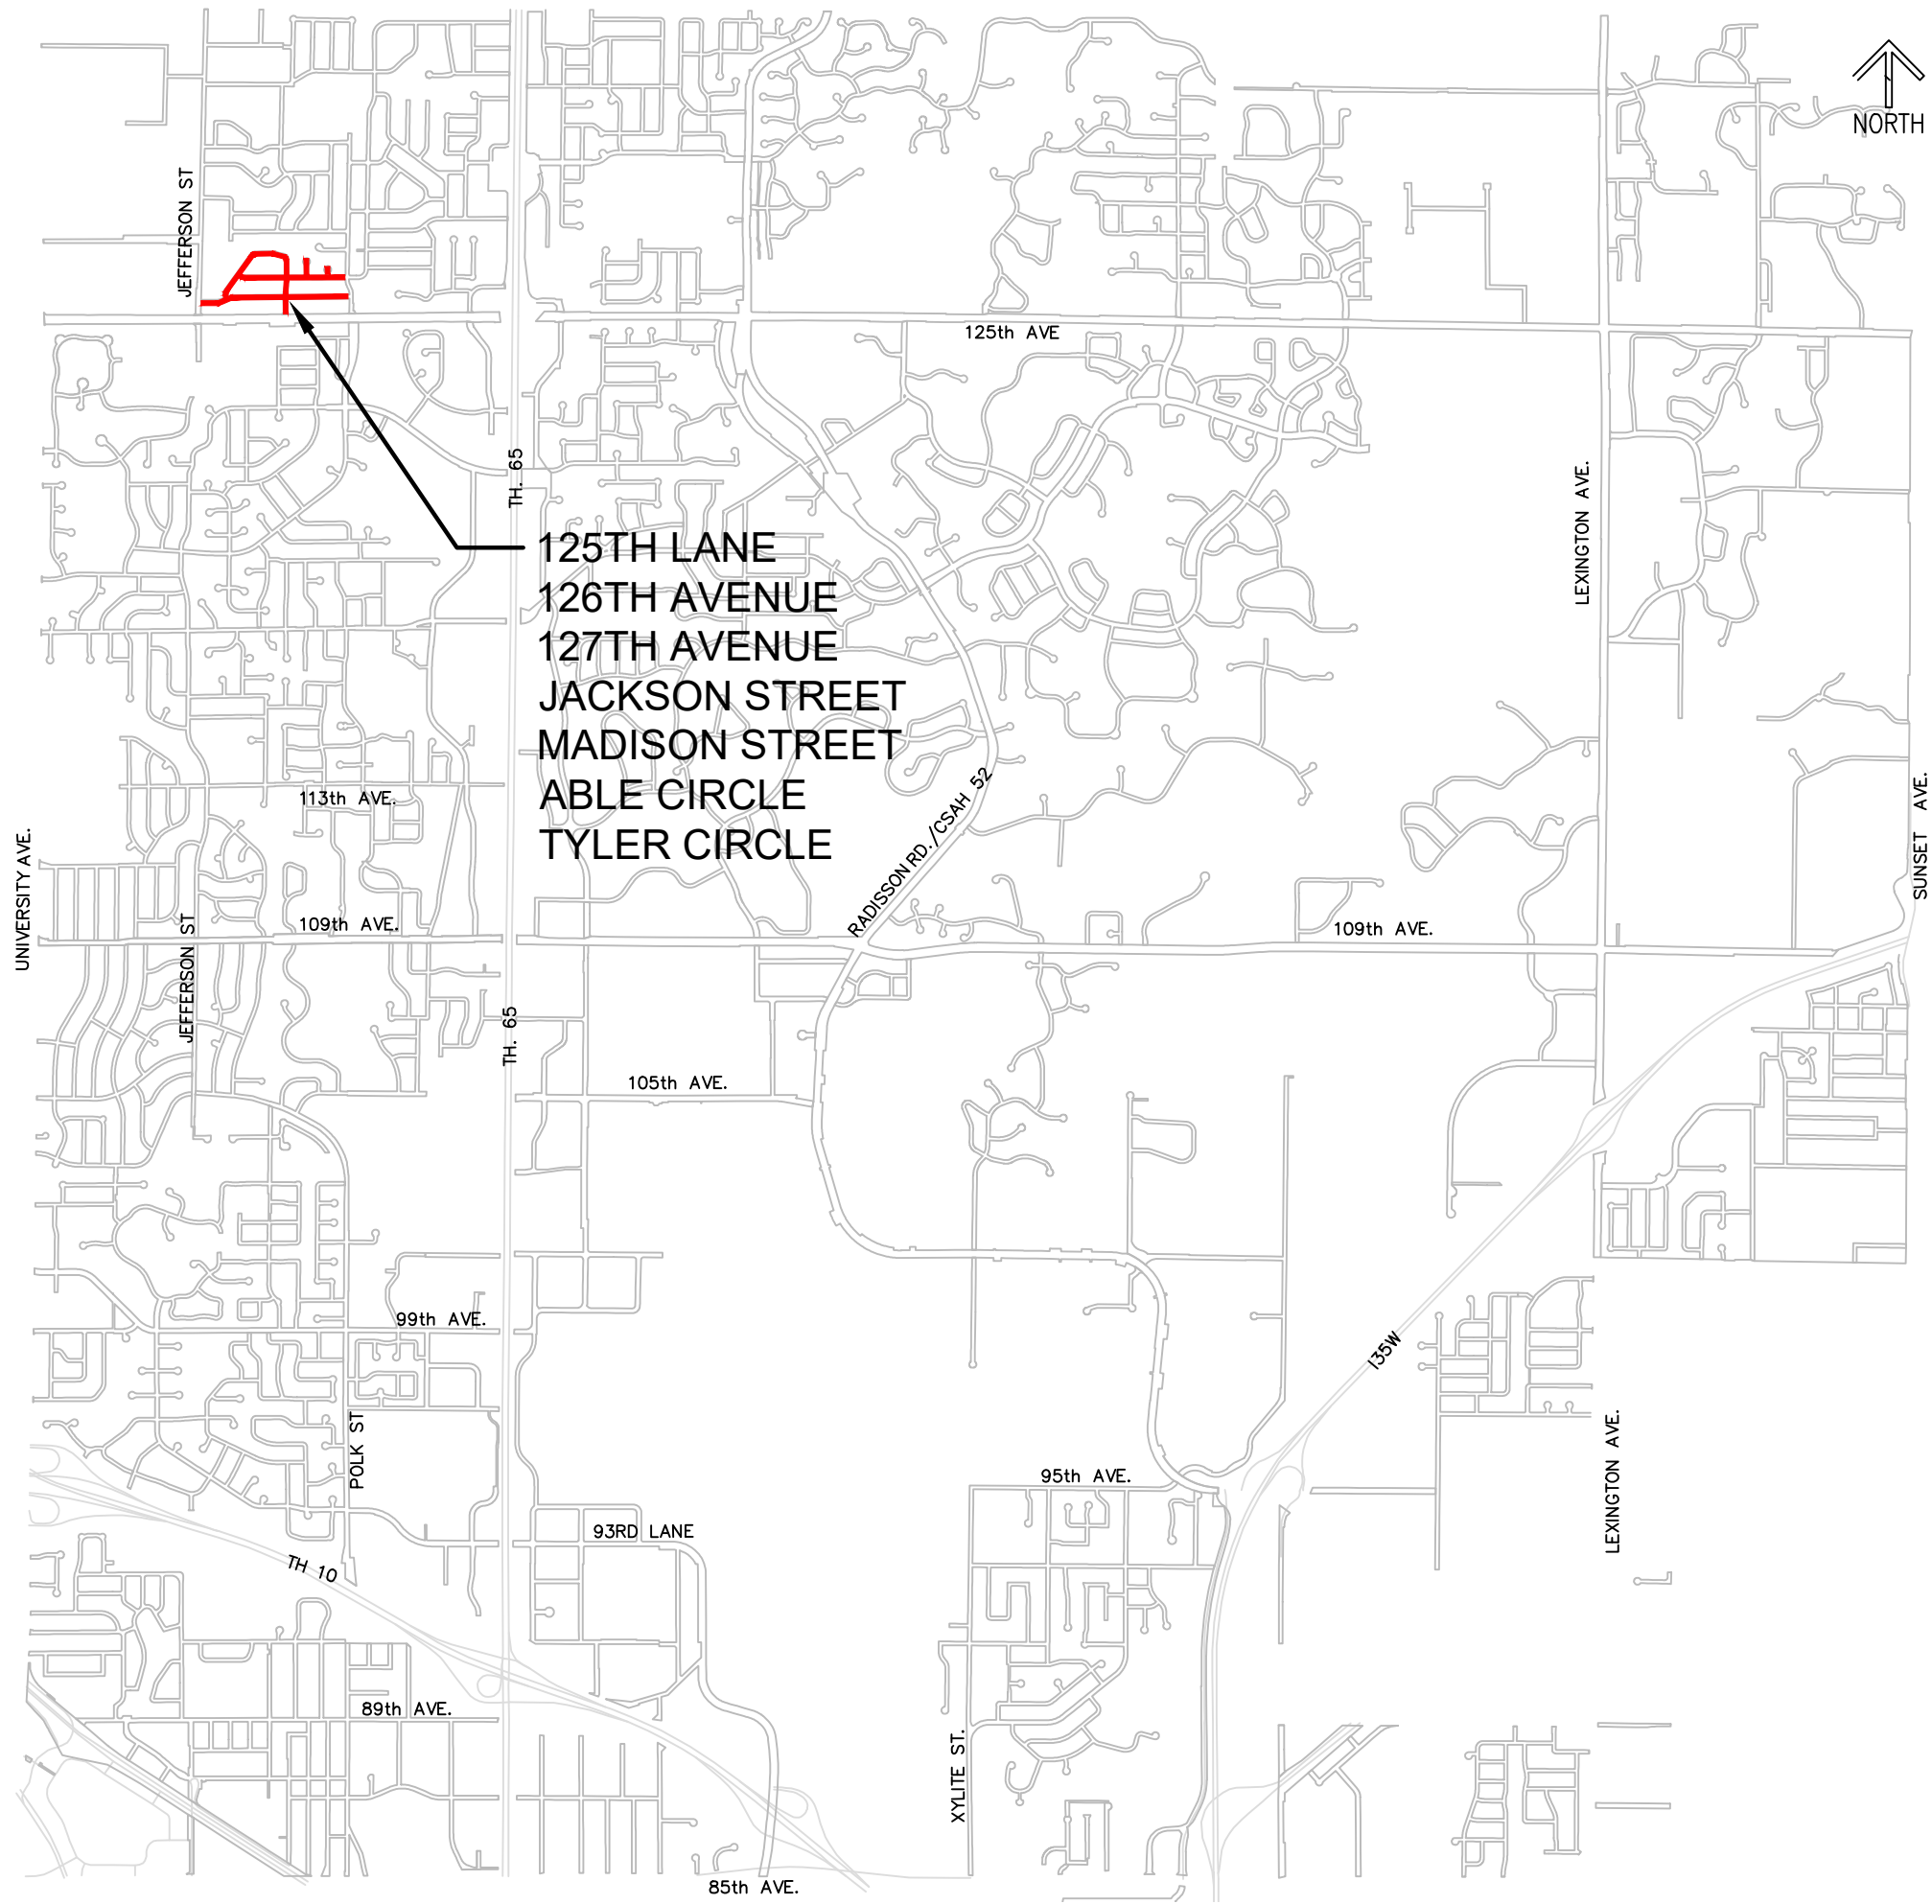 NORTH
JEFFERSON ST
125th AVE
TH. 65
LEXINGTON AVE.
125TH LANE
126TH AVENUE
127TH AVENUE
JACKSON STREET
MADISON STREET
ABLE CIRCLE
TYLER CIRCLE
113th AVE.
RADISSON RD./CSAH 52
SUNSET AVE.
UNIVERSITY AVE.
109th AVE.
109th AVE.
JEFFERSON ST
TH. 65
105th AVE.
99th AVE.
I35W
POLK ST
95th AVE.
LEXINGTON AVE.
93RD LANE
TH 10
89th AVE.
XYLITE ST.
85th AVE.